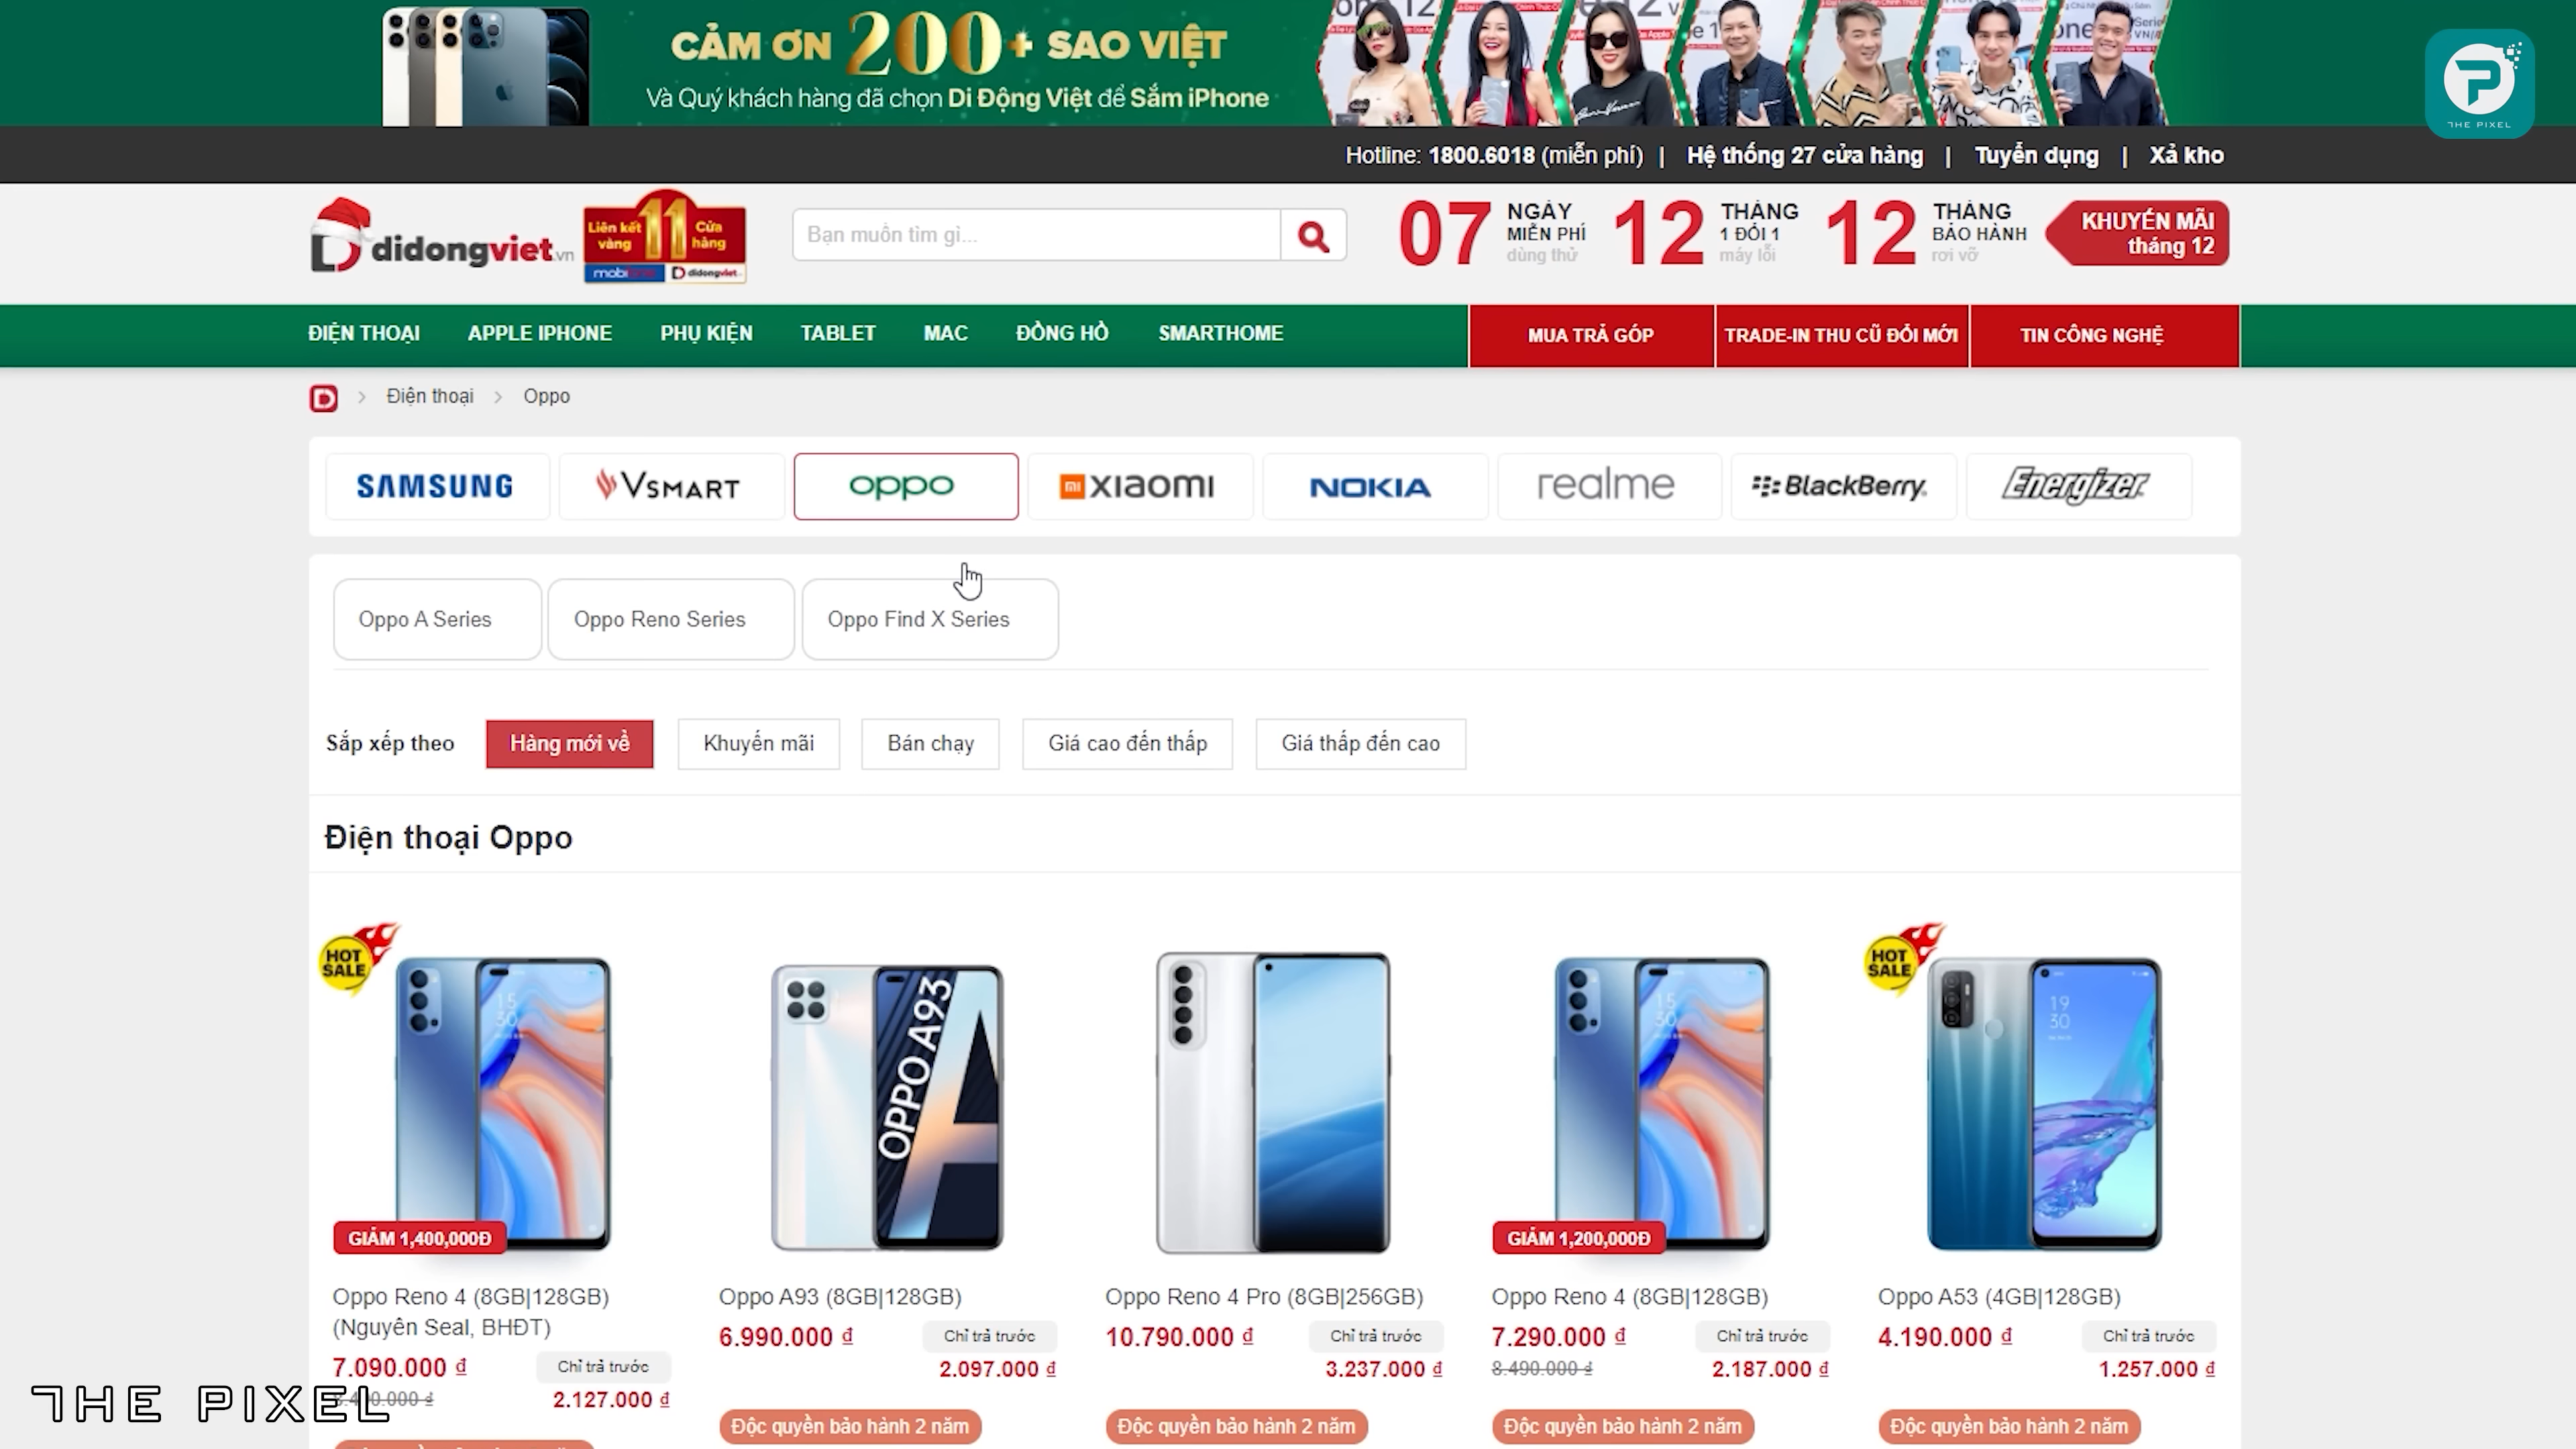 CẢM ƠN 200+ SAO VIỆT
Và Quý khách hàng đã chọn Di Động Việt để Sắm iPhone
THE PIXEL
Hotline: 1800.6018 (miễn phí) | Hệ thống 27 cửa hàng | Tuyển dụng | Xả kho
didongviet.vn
Liên kết vàng 11 Cửa hàng
mobifone didongviet
Bạn muốn tìm gì...
07 NGÀY MIỄN PHÍ dùng thử
12 THÁNG 1 ĐỔI 1 máy lỗi
12 THÁNG BẢO HÀNH rơi vỡ
KHUYẾN MÃI
tháng 12
ĐIỆN THOẠI APPLE IPHONE PHỤ KIỆN TABLET MAC ĐỒNG HỒ SMARTHOME MUA TRẢ GÓP TRADE-IN THU CŨ ĐỔI MỚI TIN CÔNG NGHỆ
Điện thoại Oppo
SAMSUNG VSMART oppo xiaomi NOKIA realme BlackBerry Energizer
Oppo A Series Oppo Reno Series Oppo Find X Series
Sắp xếp theo Hàng mới về Khuyến mãi Bán chạy Giá cao đến thấp Giá thấp đến cao
Điện thoại Oppo
HOT SALE
OPPO A93
HOT SALE
19
30
GIẢM 1,400,000Đ
GIẢM 1,200,000Đ
Oppo Reno 4 (8GB|128GB)
(Nguyên Seal, BHĐT)
7.090.000 ₫ Chỉ trả trước
2.127.000 ₫
Oppo A93 (8GB|128GB)
6.990.000 ₫ Chỉ trả trước
2.097.000 ₫
Độc quyền bảo hành 2 năm
Oppo Reno 4 Pro (8GB|256GB)
10.790.000 ₫ Chỉ trả trước
3.237.000 ₫
Độc quyền bảo hành 2 năm
Oppo Reno 4 (8GB|128GB)
7.290.000 ₫ Chỉ trả trước
8.490.000 ₫ 2.187.000 ₫
Độc quyền bảo hành 2 năm
Oppo A53 (4GB|128GB)
4.190.000 ₫ Chỉ trả trước
1.257.000 ₫
Độc quyền bảo hành 2 năm
THE PIXEL